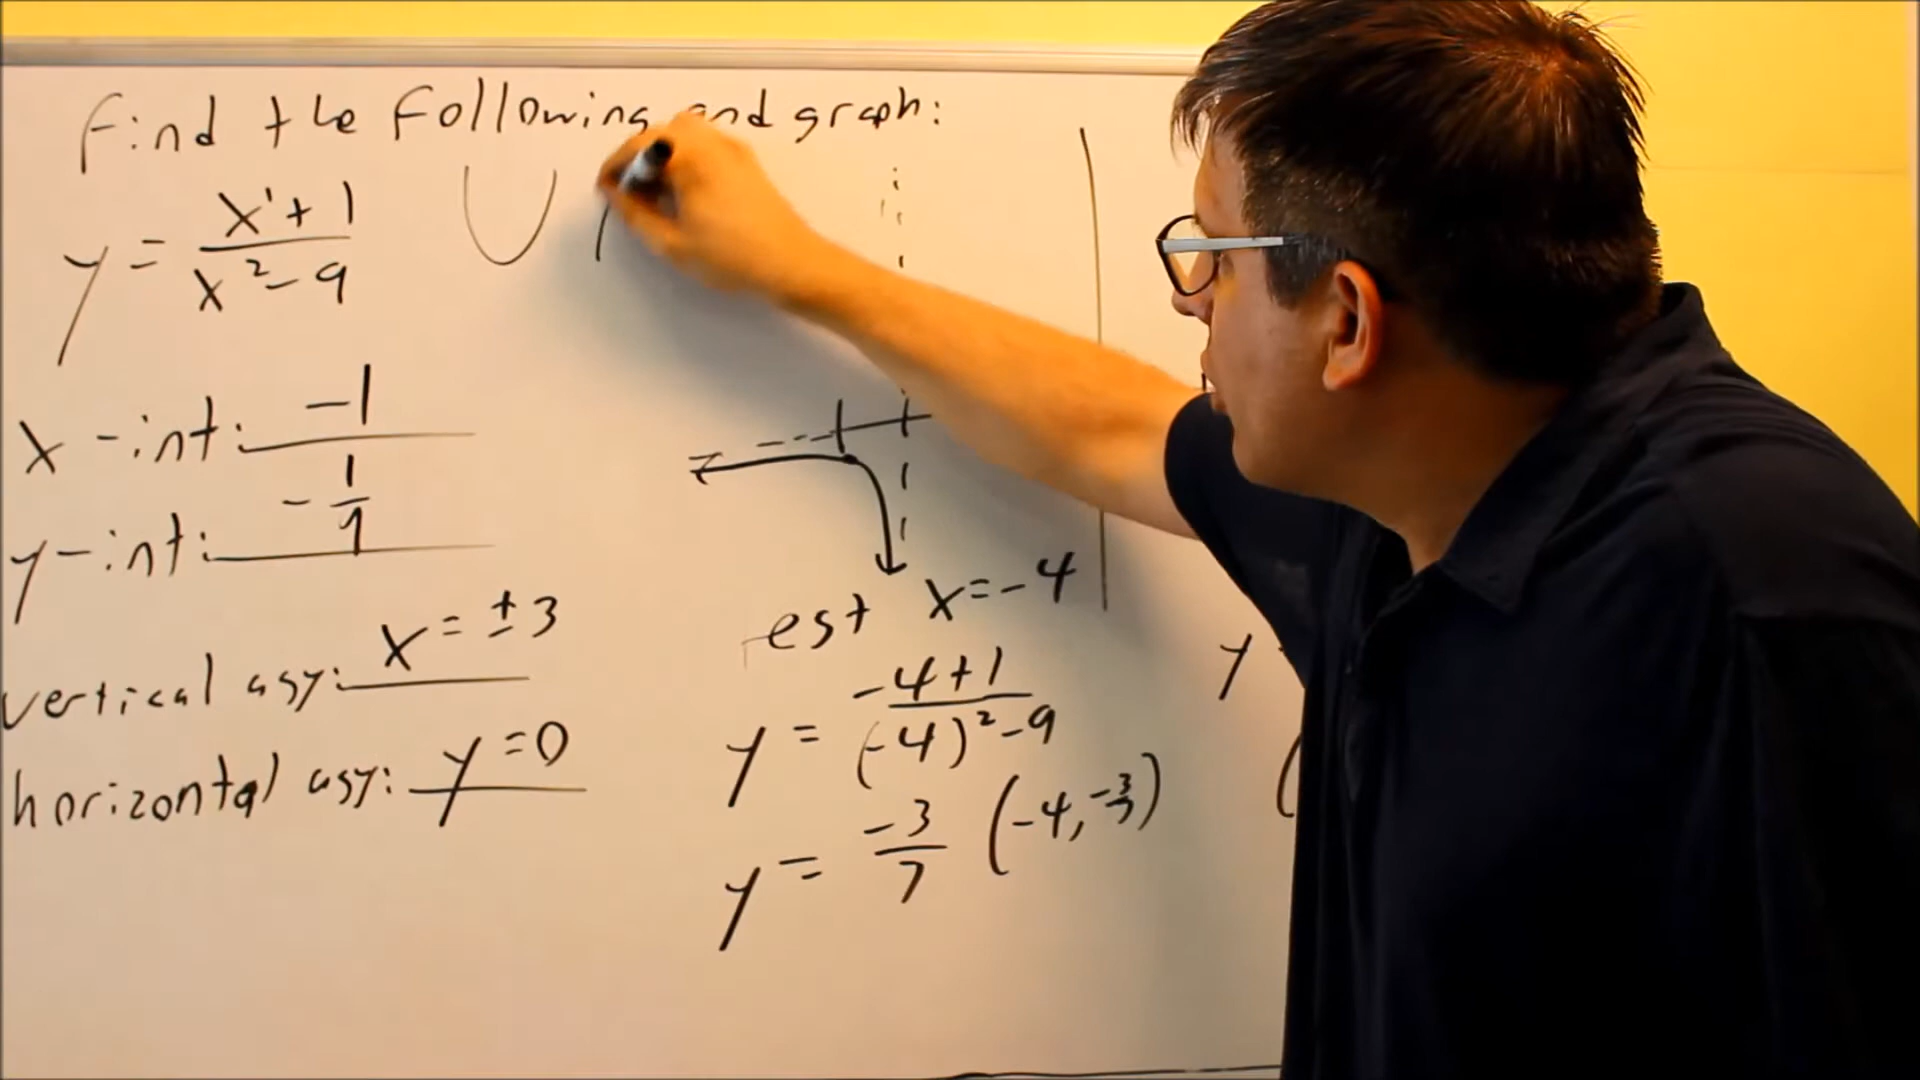 Find the Following and graph:
y = x' + 1 / x² - 9
x-int: -1
y-int: -1/9
vertical asy: x = ± 3
horizontal asy: y = 0
est x = -4
y = -4+1 / (-4)² - 9
y = -3/7 (-4, -3/7)
y
(